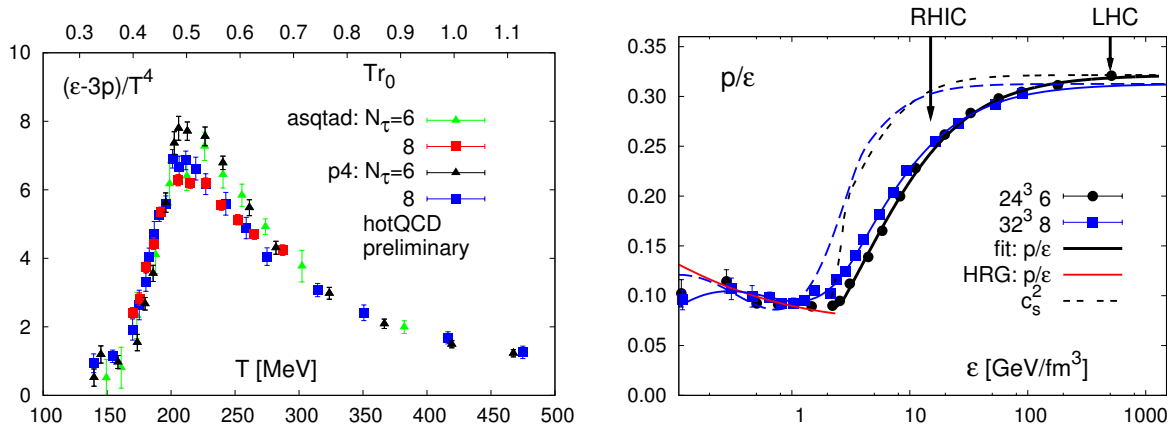 0.3 0.4 0.5 0.6 0.7 0.8 0.9 1.0 1.1
10
8
6
4
2
0
(ε-3p)/T⁴
Tr₀
asqtad: N_τ=6
8
p4: N_τ=6
8
hotQCD
preliminary
T [MeV]
100 150 200 250 300 350 400 450 500
RHIC LHC
0.35
0.30
0.25
0.20
0.15
0.10
0.05
0.00
p/ε
24³ 6
32³ 8
fit: p/ε
HRG: p/ε
c_s²
ε [GeV/fm³]
1 10 100 1000